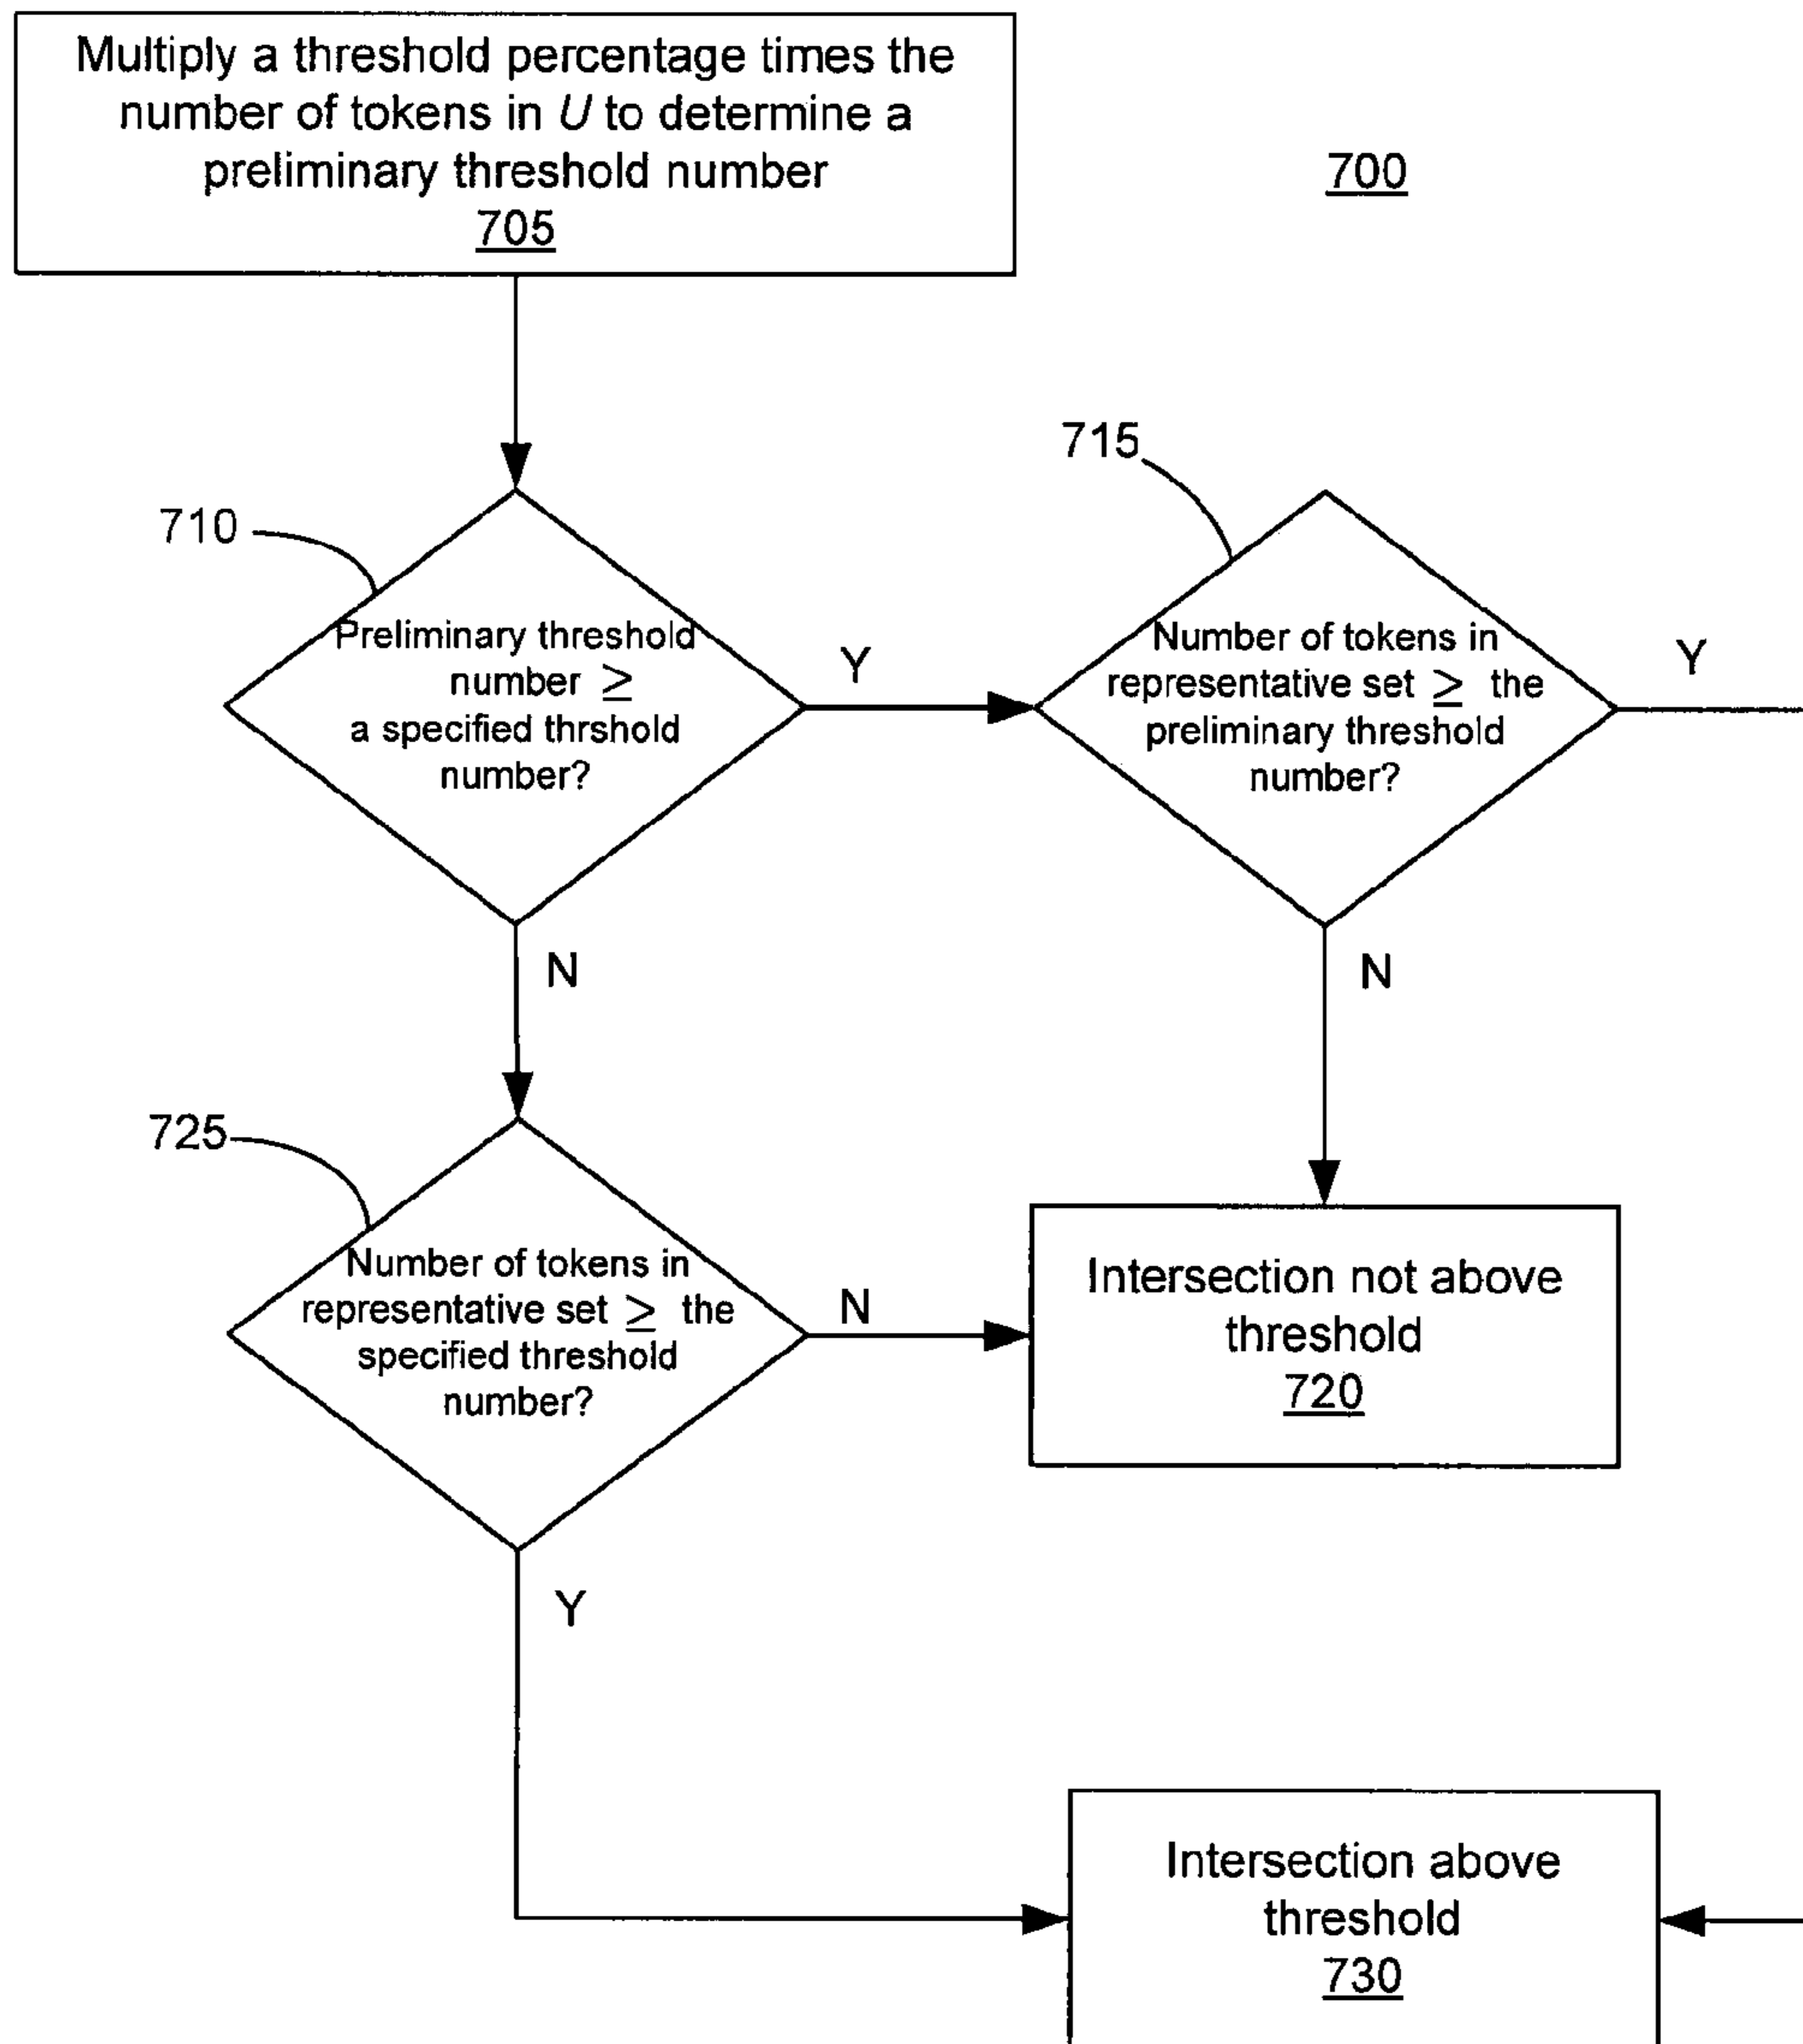 Multiply a threshold percentage times the
number of tokens in U to determine a
preliminary threshold number
705
700
710
Preliminary threshold
number ≥
a specified thrshold
number?
Y
N
715
Number of tokens in
representative set ≥ the
preliminary threshold
number?
Y
N
725
Number of tokens in
representative set ≥ the
specified threshold
number?
N
Y
Intersection not above
threshold
720
Intersection above
threshold
730